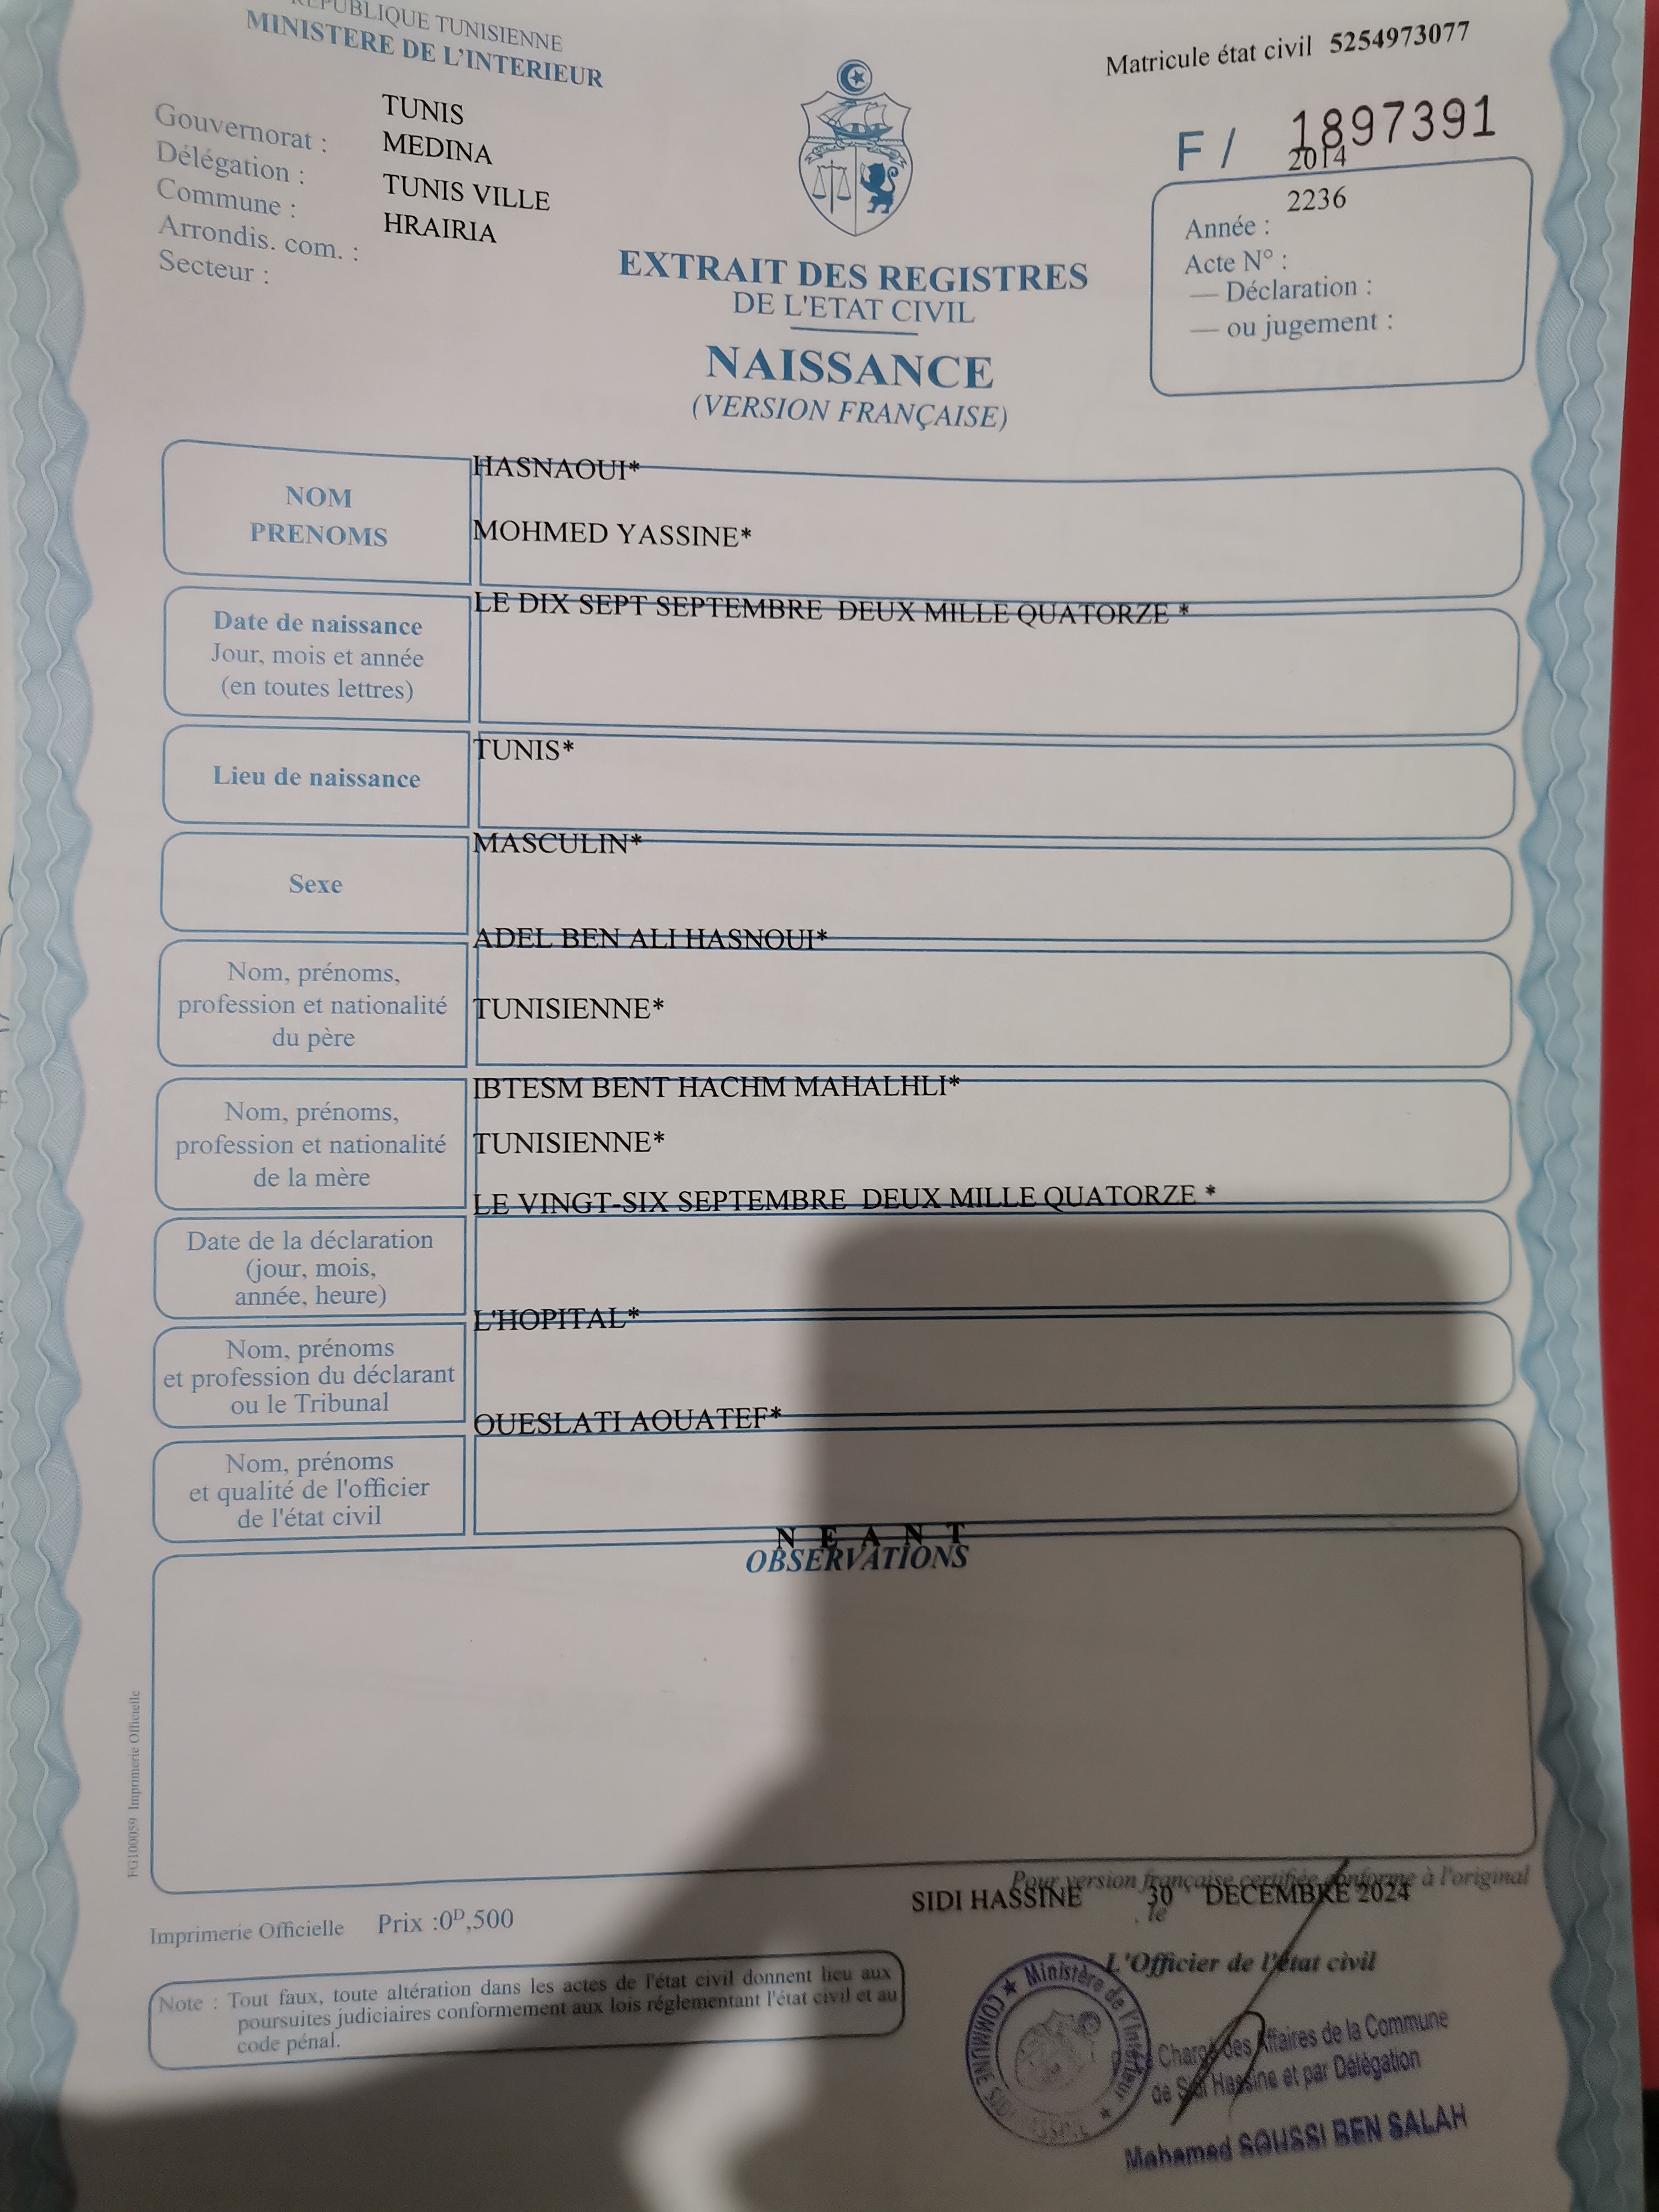 RÉPUBLIQUE TUNISIENNE
MINISTERE DE L'INTERIEUR
Matricule état civil 5254973077
F / 1897391
Gouvernorat : TUNIS
Délégation : MEDINA
Commune : TUNIS VILLE
Arrondis. com. : HRAIRIA
Secteur :
2014
2236
Année :
Acte N° :
— Déclaration :
— ou jugement :
EXTRAIT DES REGISTRES
DE L'ETAT CIVIL
NAISSANCE
(VERSION FRANÇAISE)
NOM
PRENOMS
HASNAOUI*
MOHMED YASSINE*
Date de naissance
Jour, mois et année
(en toutes lettres)
LE DIX SEPT SEPTEMBRE DEUX MILLE QUATORZE *
Lieu de naissance
TUNIS*
Sexe
MASCULIN*
Nom, prénoms,
profession et nationalité
du père
ADEL BEN ALI HASNOUI*
TUNISIENNE*
Nom, prénoms,
profession et nationalité
de la mère
IBTESM BENT HACHM MAHALHLI*
TUNISIENNE*
Date de la déclaration
(jour, mois,
année, heure)
LE VINGT-SIX SEPTEMBRE DEUX MILLE QUATORZE *
Nom, prénoms
et profession du déclarant
ou le Tribunal
L'HOPITAL*
Nom, prénoms
et qualité de l'officier
de l'état civil
OUESLATI AOUATEF*
N E A N T
OBSERVATIONS
FG100059 Imprimerie Officielle
Pour version française certifiée conforme à l'original
SIDI HASSINE , le 30 DECEMBRE 2024
Imprimerie Officielle Prix :0ᴰ,500
L'Officier de l'état civil
Note : Tout faux, toute altération dans les actes de l'état civil donnent lieu aux
poursuites judiciaires conformement aux lois réglementant l'état civil et au
code pénal.
★ Ministère de l'Intérieur ★
COMMUNE SIDI HASSINE
Chargé des Affaires de la Commune
de Sidi Hassine et par Délégation
Mohamed SOUSSI BEN SALAH